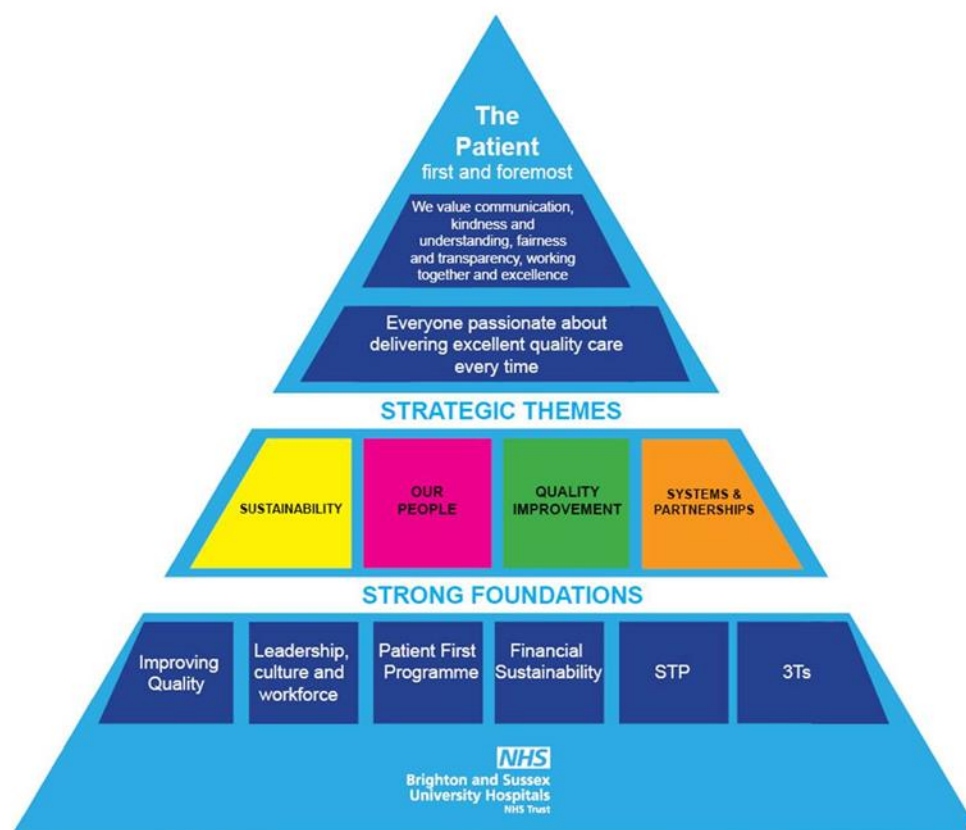 The
Patient
first and foremost
We value communication,
kindness and
understanding, fairness
and transparency, working
together and excellence
Everyone passionate about
delivering excellent quality care
every time
STRATEGIC THEMES
SUSTAINABILITY
OUR
PEOPLE
QUALITY
IMPROVEMENT
SYSTEMS &
PARTNERSHIPS
STRONG FOUNDATIONS
Improving
Quality
Leadership,
culture and
workforce
Patient First
Programme
Financial
Sustainability
STP
3Ts
NHS
Brighton and Sussex
University Hospitals
NHS Trust